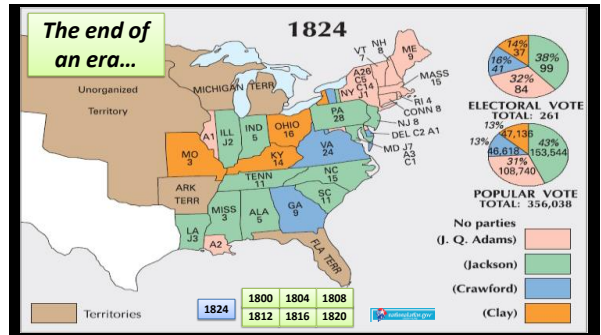 The end of
an era...
1824
Unorganized
Territory
MICHIGAN TERR
VT
7
NH
8
ME
9
A26
C5
C14
J1
NY
MASS
15
RI 4
CONN 8
NJ 8
DEL C2 A1
MD J7
A3
C1
PA
28
OHIO
16
IND
5
ILL
J2
A1
MO
3
KY
14
VA
24
NC
15
TENN
11
SC
11
ARK
TERR
MISS
3
ALA
5
GA
9
LA
J3
A2
FLA TERR
14%
37
38%
99
16%
41
32%
84
ELECTORAL VOTE
TOTAL: 261
13%
47,136
43%
153,544
13%
46,618
31%
108,740
POPULAR VOTE
TOTAL: 356,038
No parties
(J. Q. Adams)
(Jackson)
(Crawford)
(Clay)
Territories
1824
1800 1804 1808
1812 1816 1820
nationalatlas.gov